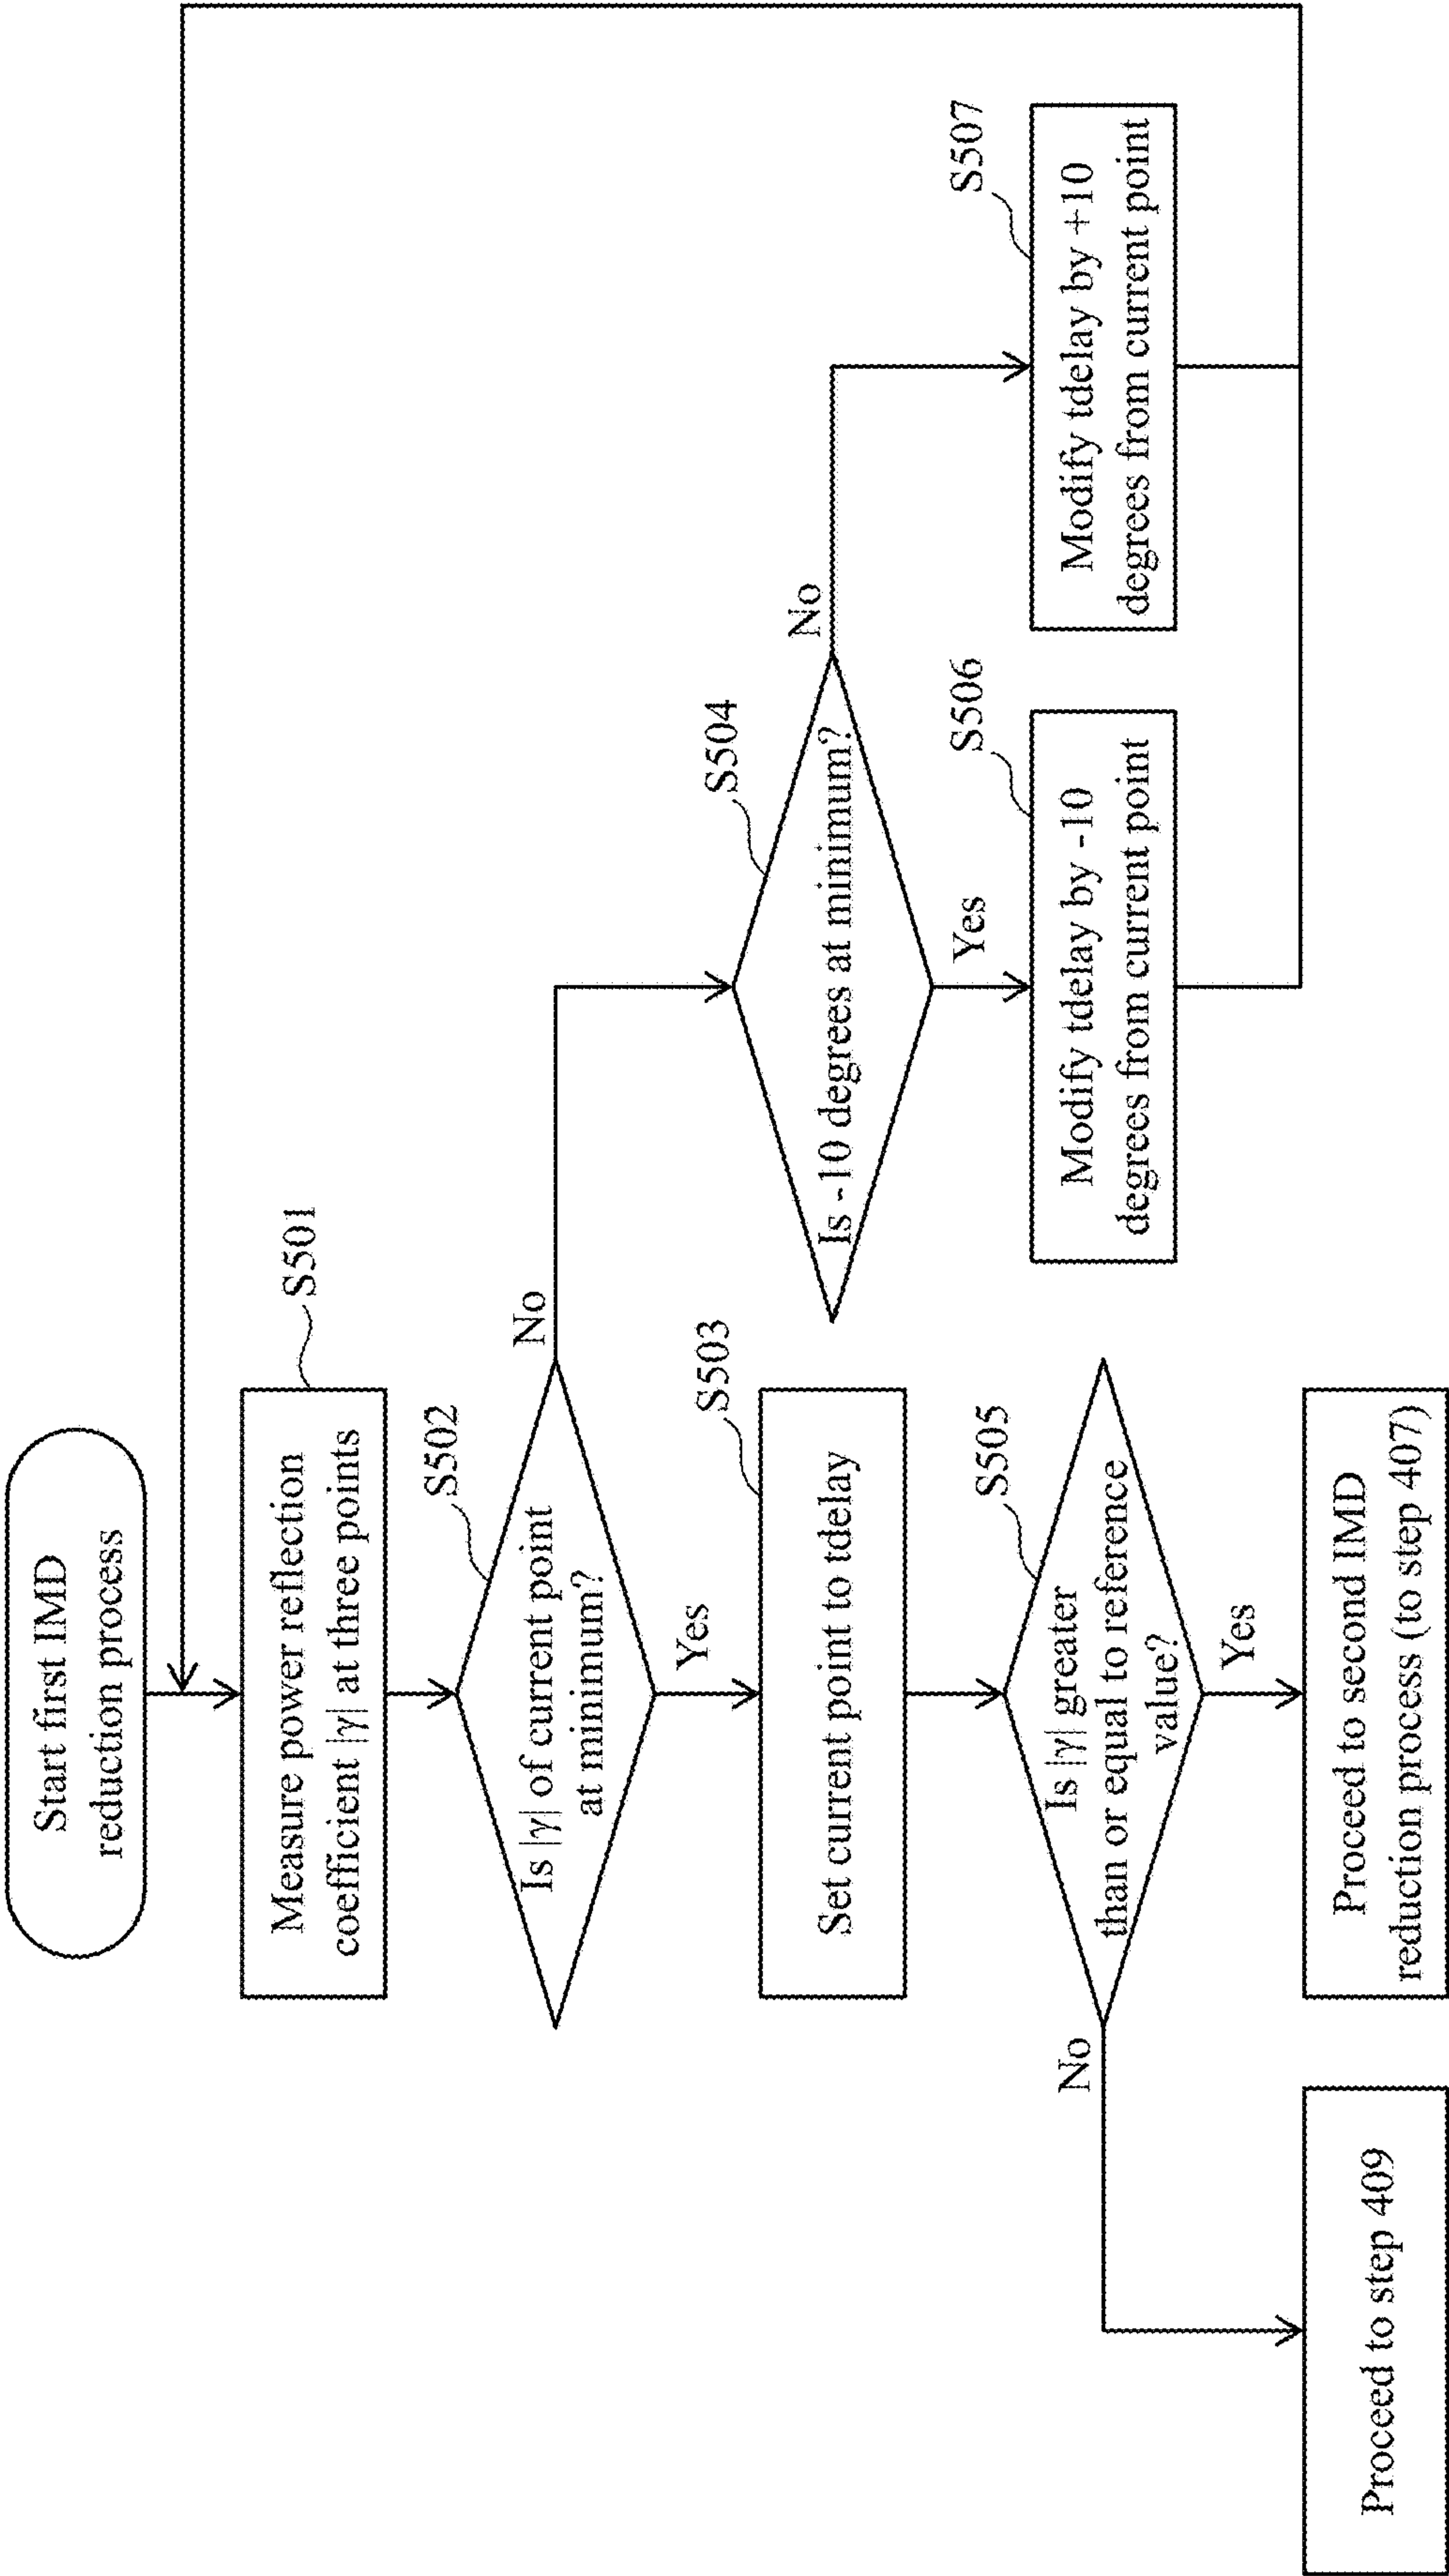 Start first IMD
reduction process
S501
Measure power reflection
coefficient |γ| at three points
S502
Is |γ| of current point
at minimum?
No
Yes
S503
Set current point to tdelay
S504
Is -10 degrees at minimum?
No
Yes
S505
Is |γ| greater
than or equal to reference
value?
No
Yes
S506
Modify tdelay by -10
degrees from current point
S507
Modify tdelay by +10
degrees from current point
Proceed to step 409
Proceed to second IMD
reduction process (to step 407)